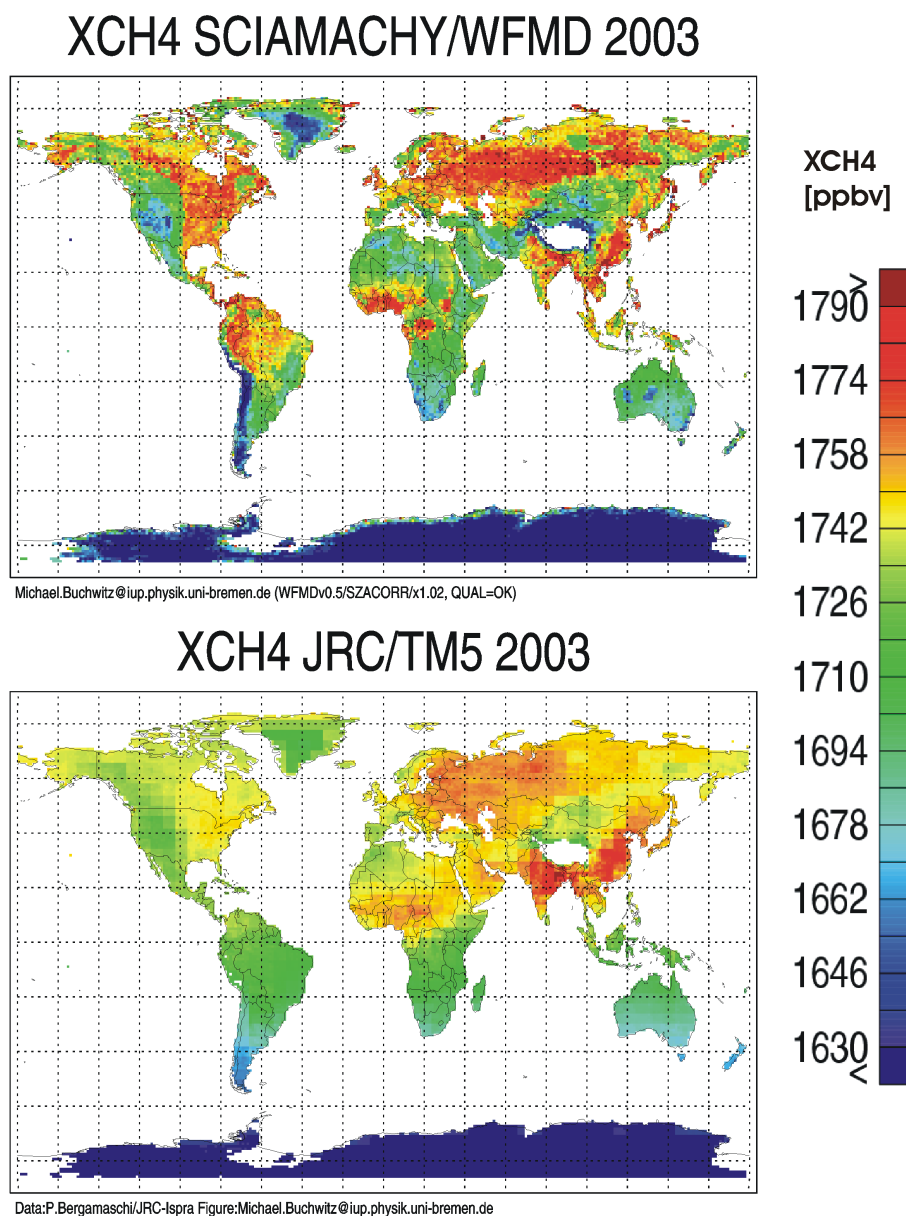 XCH4 SCIAMACHY/WFMD 2003
XCH4
[ppbv]
>
1790
1774
1758
1742
1726
1710
1694
1678
1662
1646
1630
<
Michael.Buchwitz@iup.physik.uni-bremen.de (WFMDv0.5/SZACORR/x1.02, QUAL=OK)
XCH4 JRC/TM5 2003
Data:P.Bergamaschi/JRC-Ispra Figure:Michael.Buchwitz@iup.physik.uni-bremen.de